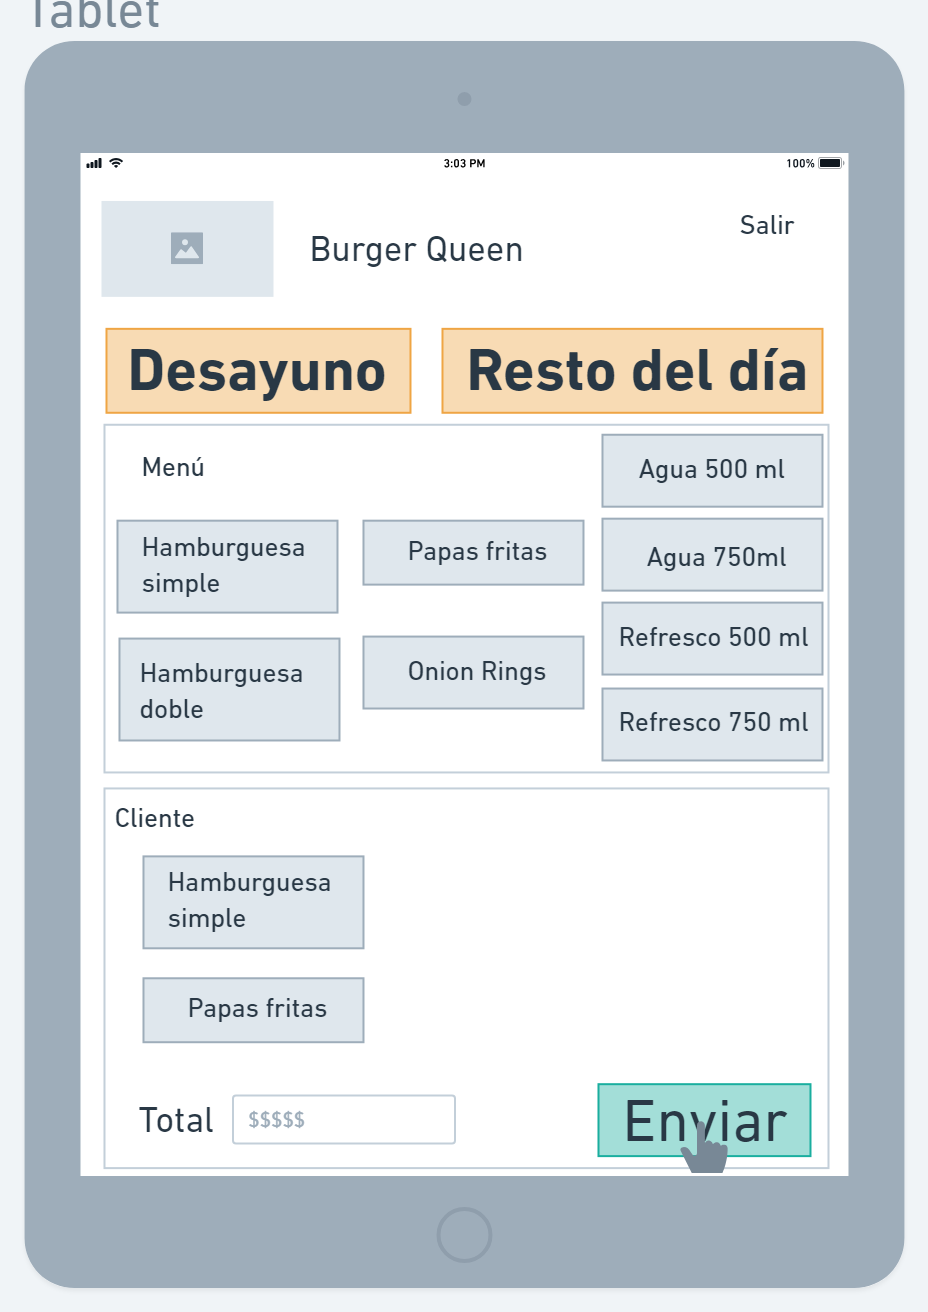 Tablet
3:03 PM
100%
Burger Queen
Salir
Desayuno
Resto del día
Menú
Hamburguesa
simple
Hamburguesa
doble
Papas fritas
Onion Rings
Agua 500 ml
Agua 750ml
Refresco 500 ml
Refresco 750 ml
Cliente
Hamburguesa
simple
Papas fritas
Total
$$$$$
Enviar